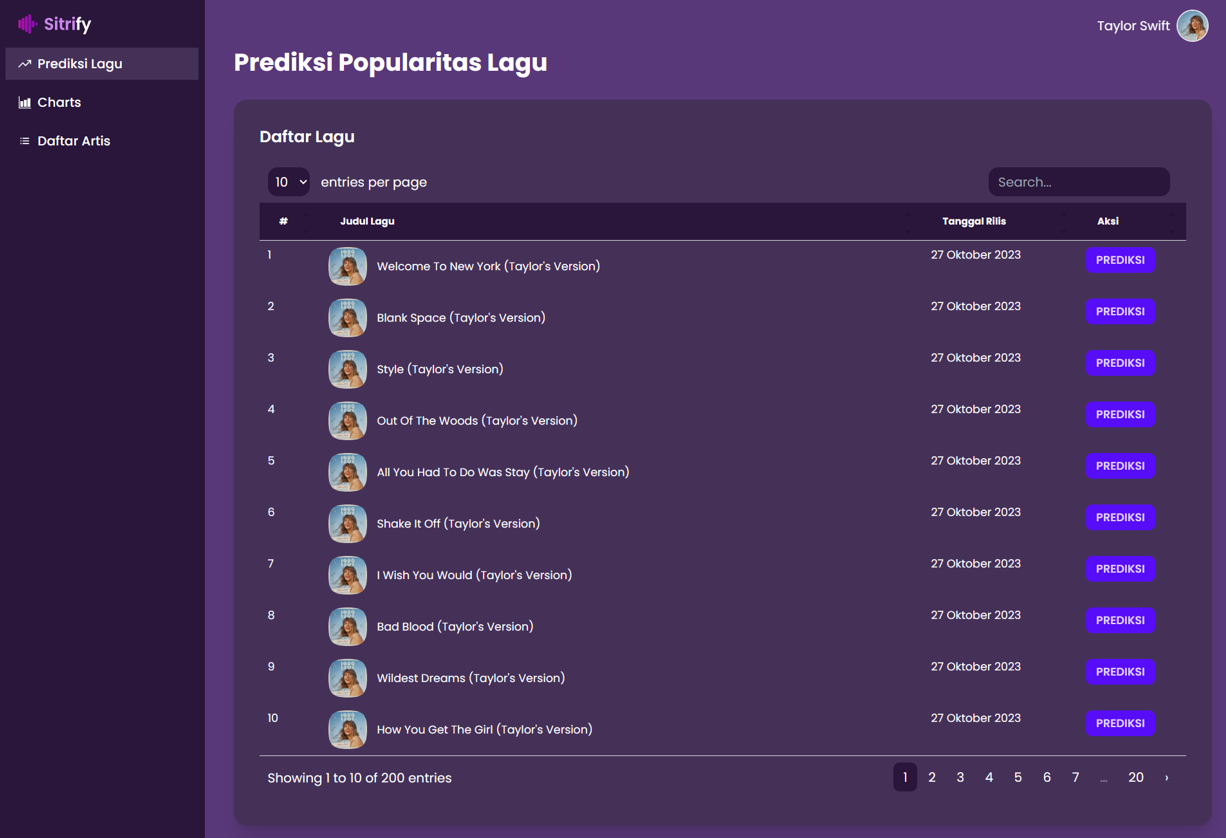 Sitrify
Taylor Swift
Prediksi Lagu
Charts
Daftar Artis
Prediksi Popularitas Lagu
Daftar Lagu
10 entries per page
Search...
# Judul Lagu Tanggal Rilis Aksi
1 Welcome To New York (Taylor's Version) 27 Oktober 2023 PREDIKSI
2 Blank Space (Taylor's Version) 27 Oktober 2023 PREDIKSI
3 Style (Taylor's Version) 27 Oktober 2023 PREDIKSI
4 Out Of The Woods (Taylor's Version) 27 Oktober 2023 PREDIKSI
5 All You Had To Do Was Stay (Taylor's Version) 27 Oktober 2023 PREDIKSI
6 Shake It Off (Taylor's Version) 27 Oktober 2023 PREDIKSI
7 I Wish You Would (Taylor's Version) 27 Oktober 2023 PREDIKSI
8 Bad Blood (Taylor's Version) 27 Oktober 2023 PREDIKSI
9 Wildest Dreams (Taylor's Version) 27 Oktober 2023 PREDIKSI
10 How You Get The Girl (Taylor's Version) 27 Oktober 2023 PREDIKSI
Showing 1 to 10 of 200 entries
1 2 3 4 5 6 7 … 20 ›